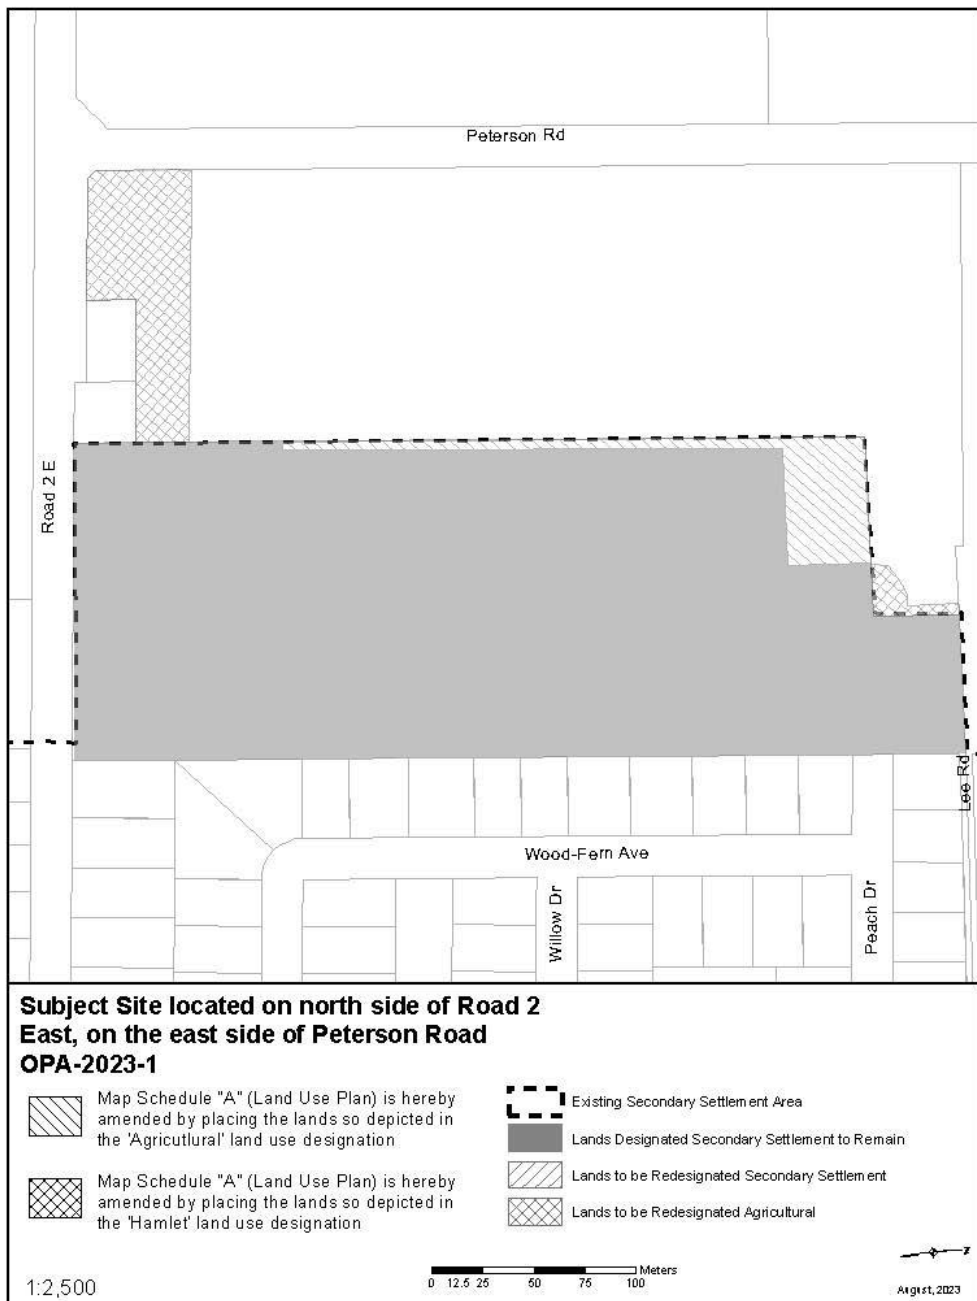 Peterson Rd
Road 2 E
Lee Rd
Wood-Fern Ave
Willow Dr
Peach Dr
Subject Site located on north side of Road 2
East, on the east side of Peterson Road
OPA-2023-1
Map Schedule "A" (Land Use Plan) is hereby
amended by placing the lands so depicted
in the 'Agricutlural' land use designation
Map Schedule "A" (Land Use Plan) is hereby
amended by placing the lands so depicted in
the 'Hamlet' land use designation
Existing Secondary Settlement Area
Lands Designated Secondary Settlement to Remain
Lands to be Redesignated Secondary Settlement
Lands to be Redesignated Agricultural
1:2,500
Meters
0 12.5 25 50 75 100
Z
August, 2023